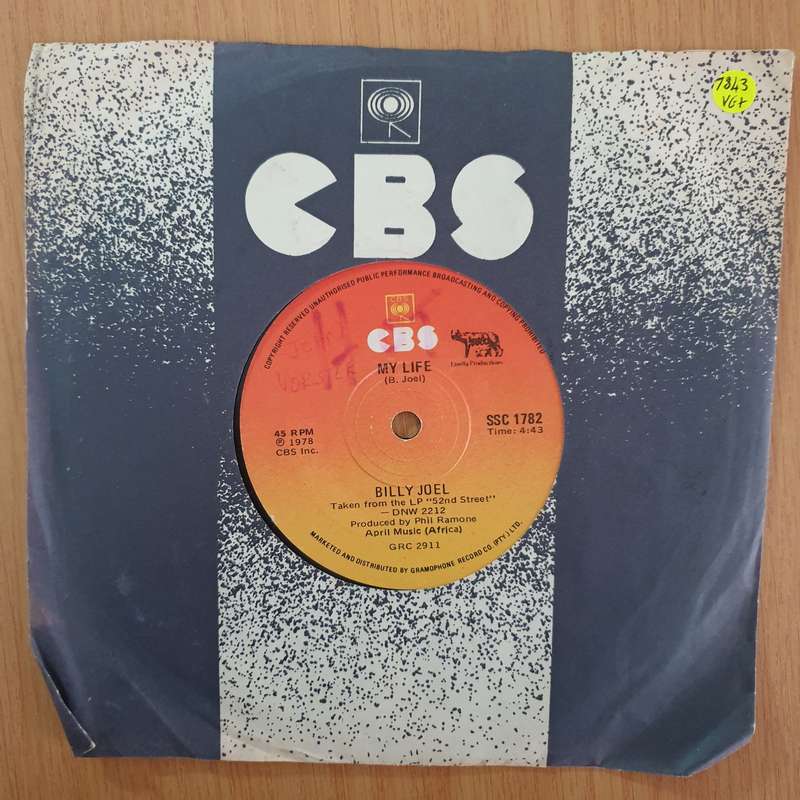 7843
VG+
CBS
COPYRIGHT RESERVED UNAUTHORISED PUBLIC PERFORMANCE BROADCASTING AND COPYING PROHIBITED
CBS
CBS
Family Productions
MY LIFE
(B. Joel)
45 RPM
℗ 1978
CBS Inc.
SSC 1782
Time: 4:43
BILLY JOEL
Taken from the LP "52nd Street"
— DNW 2212
Produced by Phil Ramone
April Music (Africa)
GRC 2911
MARKETED AND DISTRIBUTED BY GRAMOPHONE RECORD CO. (PTY.) LTD.